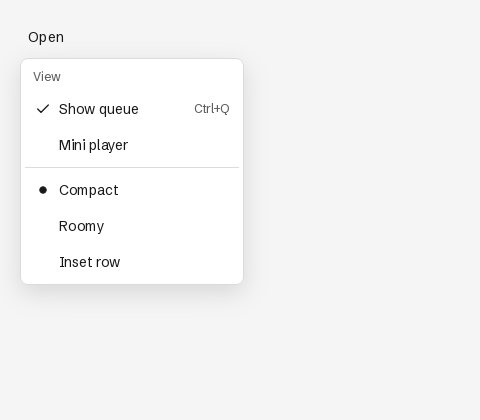 Open
View
Show queue Ctrl+Q
Mini player
Compact
Roomy
Inset row